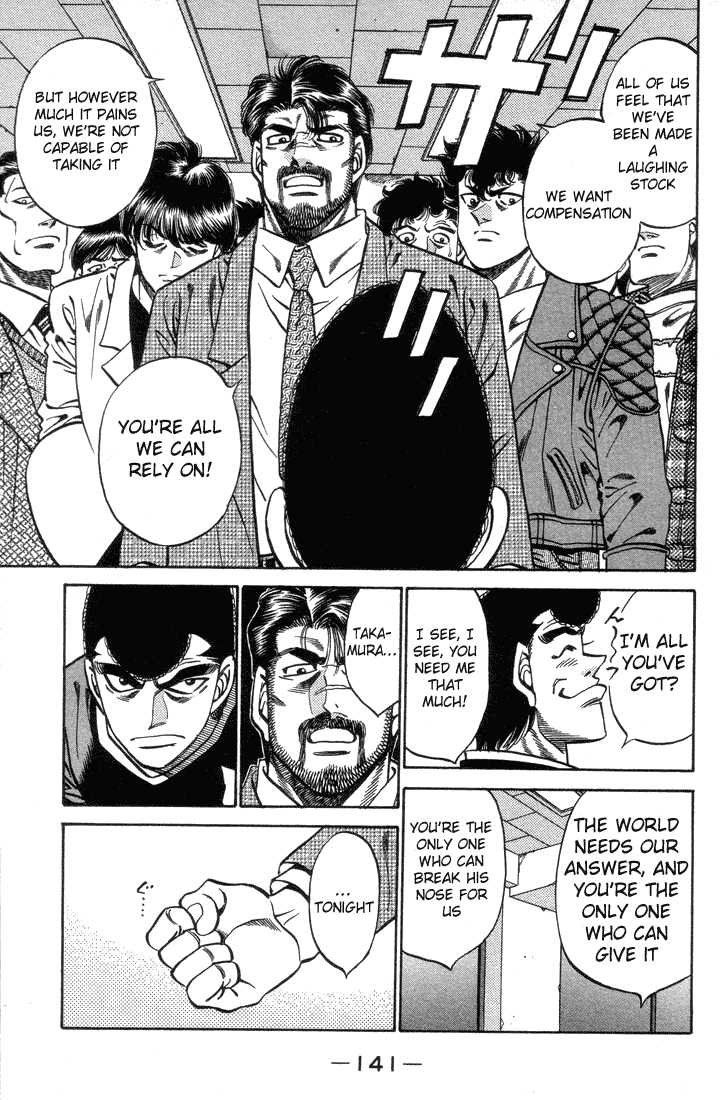 ALL OF US
FEEL THAT
WE'VE
BEEN MADE
A
LAUGHING
STOCK
WE WANT
COMPENSATION
BUT HOWEVER
MUCH IT PAINS
US, WE'RE NOT
CAPABLE OF
TAKING IT
ザッ
YOU'RE ALL
WE CAN
RELY ON!
I'M ALL
YOU'VE
GOT?
I SEE, I
SEE, YOU
NEED ME
THAT
MUCH!
TAKA-
MURA...
THE WORLD
NEEDS OUR
ANSWER, AND
YOU'RE THE
ONLY ONE
WHO CAN
GIVE IT
YOU'RE THE
ONLY ONE
WHO CAN
BREAK HIS
NOSE FOR
US
...
TONIGHT
—141—